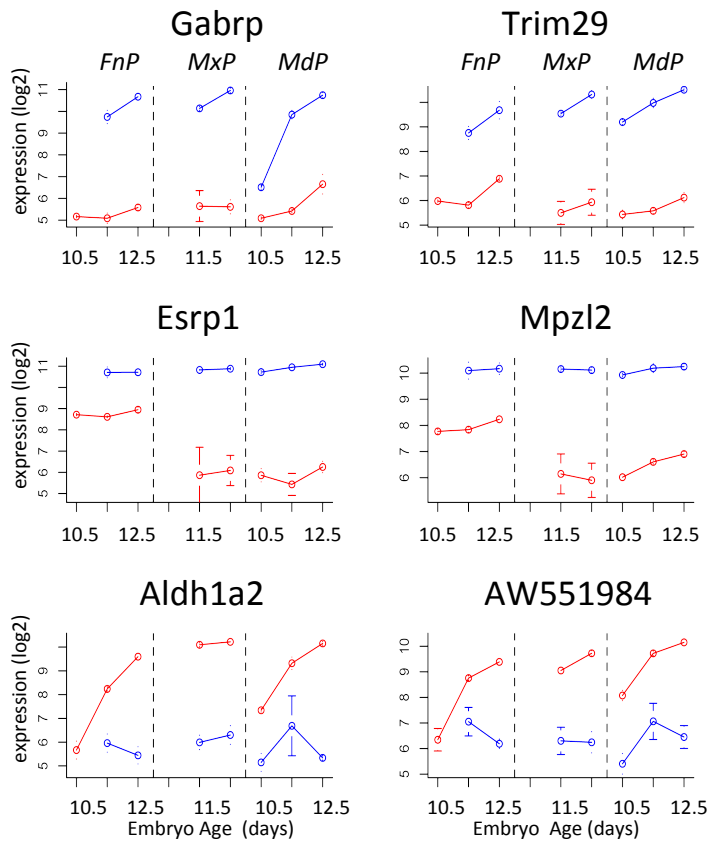 Gabrp Trim29
FnP MxP MdP FnP MxP MdP
expression (log2)
5 6 7 8 9 11
5 6 7 9
10.5 12.5 11.5 10.5 12.5 10.5 12.5 11.5 10.5 12.5
Esrp1 Mpzl2
expression (log2)
5 6 8 9 11
6 7 8 10
10.5 12.5 11.5 10.5 12.5 10.5 12.5 11.5 10.5 12.5
Aldh1a2 AW551984
expression (log2)
5 6 7 9
5 6 7 8 9 10
10.5 12.5 11.5 10.5 12.5 10.5 12.5 11.5 10.5 12.5
Embryo Age (days) Embryo Age (days)